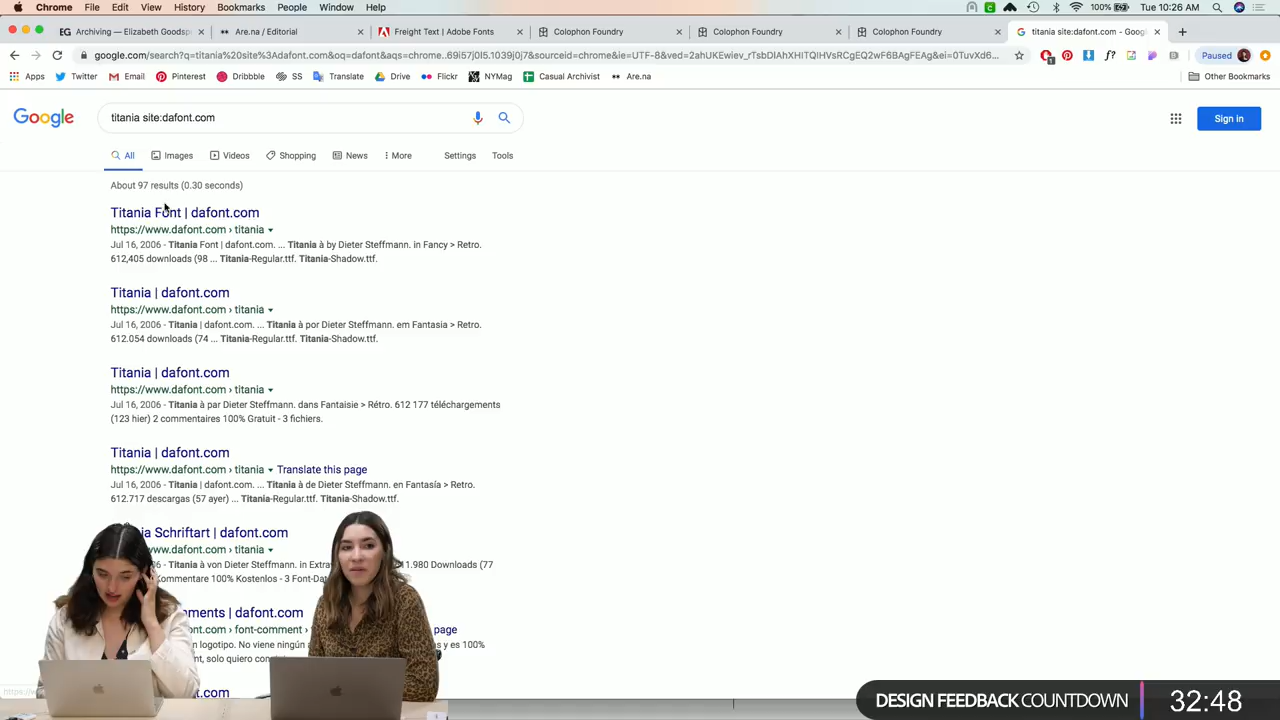 Chrome File Edit View History Bookmarks People Window Help 100% Tue 10:26 AM
EG Archiving — Elizabeth Goodsp × Are.na / Editorial × Freight Text | Adobe Fonts × Colophon Foundry × Colophon Foundry × Colophon Foundry × titania site:dafont.com - Googl ×
google.com/search?q=titania%20site%3Adafont.com&oq=dafont&aqs=chrome..69i57j0l5.1039j0j7&sourceid=chrome&ie=UTF-8&ved=2ahUKEwiev_rTsbDIAhXHITQIHVsRCgEQ2wF6BAgFEAg&ei=0TuvXd6... Paused
Apps Twitter Email Pinterest Dribbble SS Translate Drive Flickr NYMag Casual Archivist Are.na Other Bookmarks
Google titania site:dafont.com Sign in
All Images Videos Shopping News More Settings Tools
About 97 results (0.30 seconds)
Titania Font | dafont.com
https://www.dafont.com › titania
Jul 16, 2006 - Titania Font | dafont.com. ... Titania à by Dieter Steffmann. in Fancy > Retro.
612,405 downloads (98 ... Titania-Regular.ttf. Titania-Shadow.ttf.
Titania | dafont.com
https://www.dafont.com › titania
Jul 16, 2006 - Titania | dafont.com. ... Titania à por Dieter Steffmann. em Fantasia > Retro.
612.054 downloads (74 ... Titania-Regular.ttf. Titania-Shadow.ttf.
Titania | dafont.com
https://www.dafont.com › titania
Jul 16, 2006 - Titania à par Dieter Steffmann. dans Fantaisie > Rétro. 612 177 téléchargements
(123 hier) 2 commentaires 100% Gratuit - 3 fichiers.
Titania | dafont.com
https://www.dafont.com › titania Translate this page
Jul 16, 2006 - Titania | dafont.com. ... Titania à de Dieter Steffmann. en Fantasía > Retro.
612.717 descargas (57 ayer) ... Titania-Regular.ttf. Titania-Shadow.ttf.
ia Schriftart | dafont.com
w.dafont.com › titania
06 - Titania à von Dieter Steffmann. in Extra 11.980 Downloads (77
Kommentare 100% Kostenlos - 3 Font-Dat
ments | dafont.com
ont.com › font-comment › page
n logotipo. No viene ningún y es 100%
t, solo quiero
t.com
DESIGN FEEDBACK COUNTDOWN 32:48